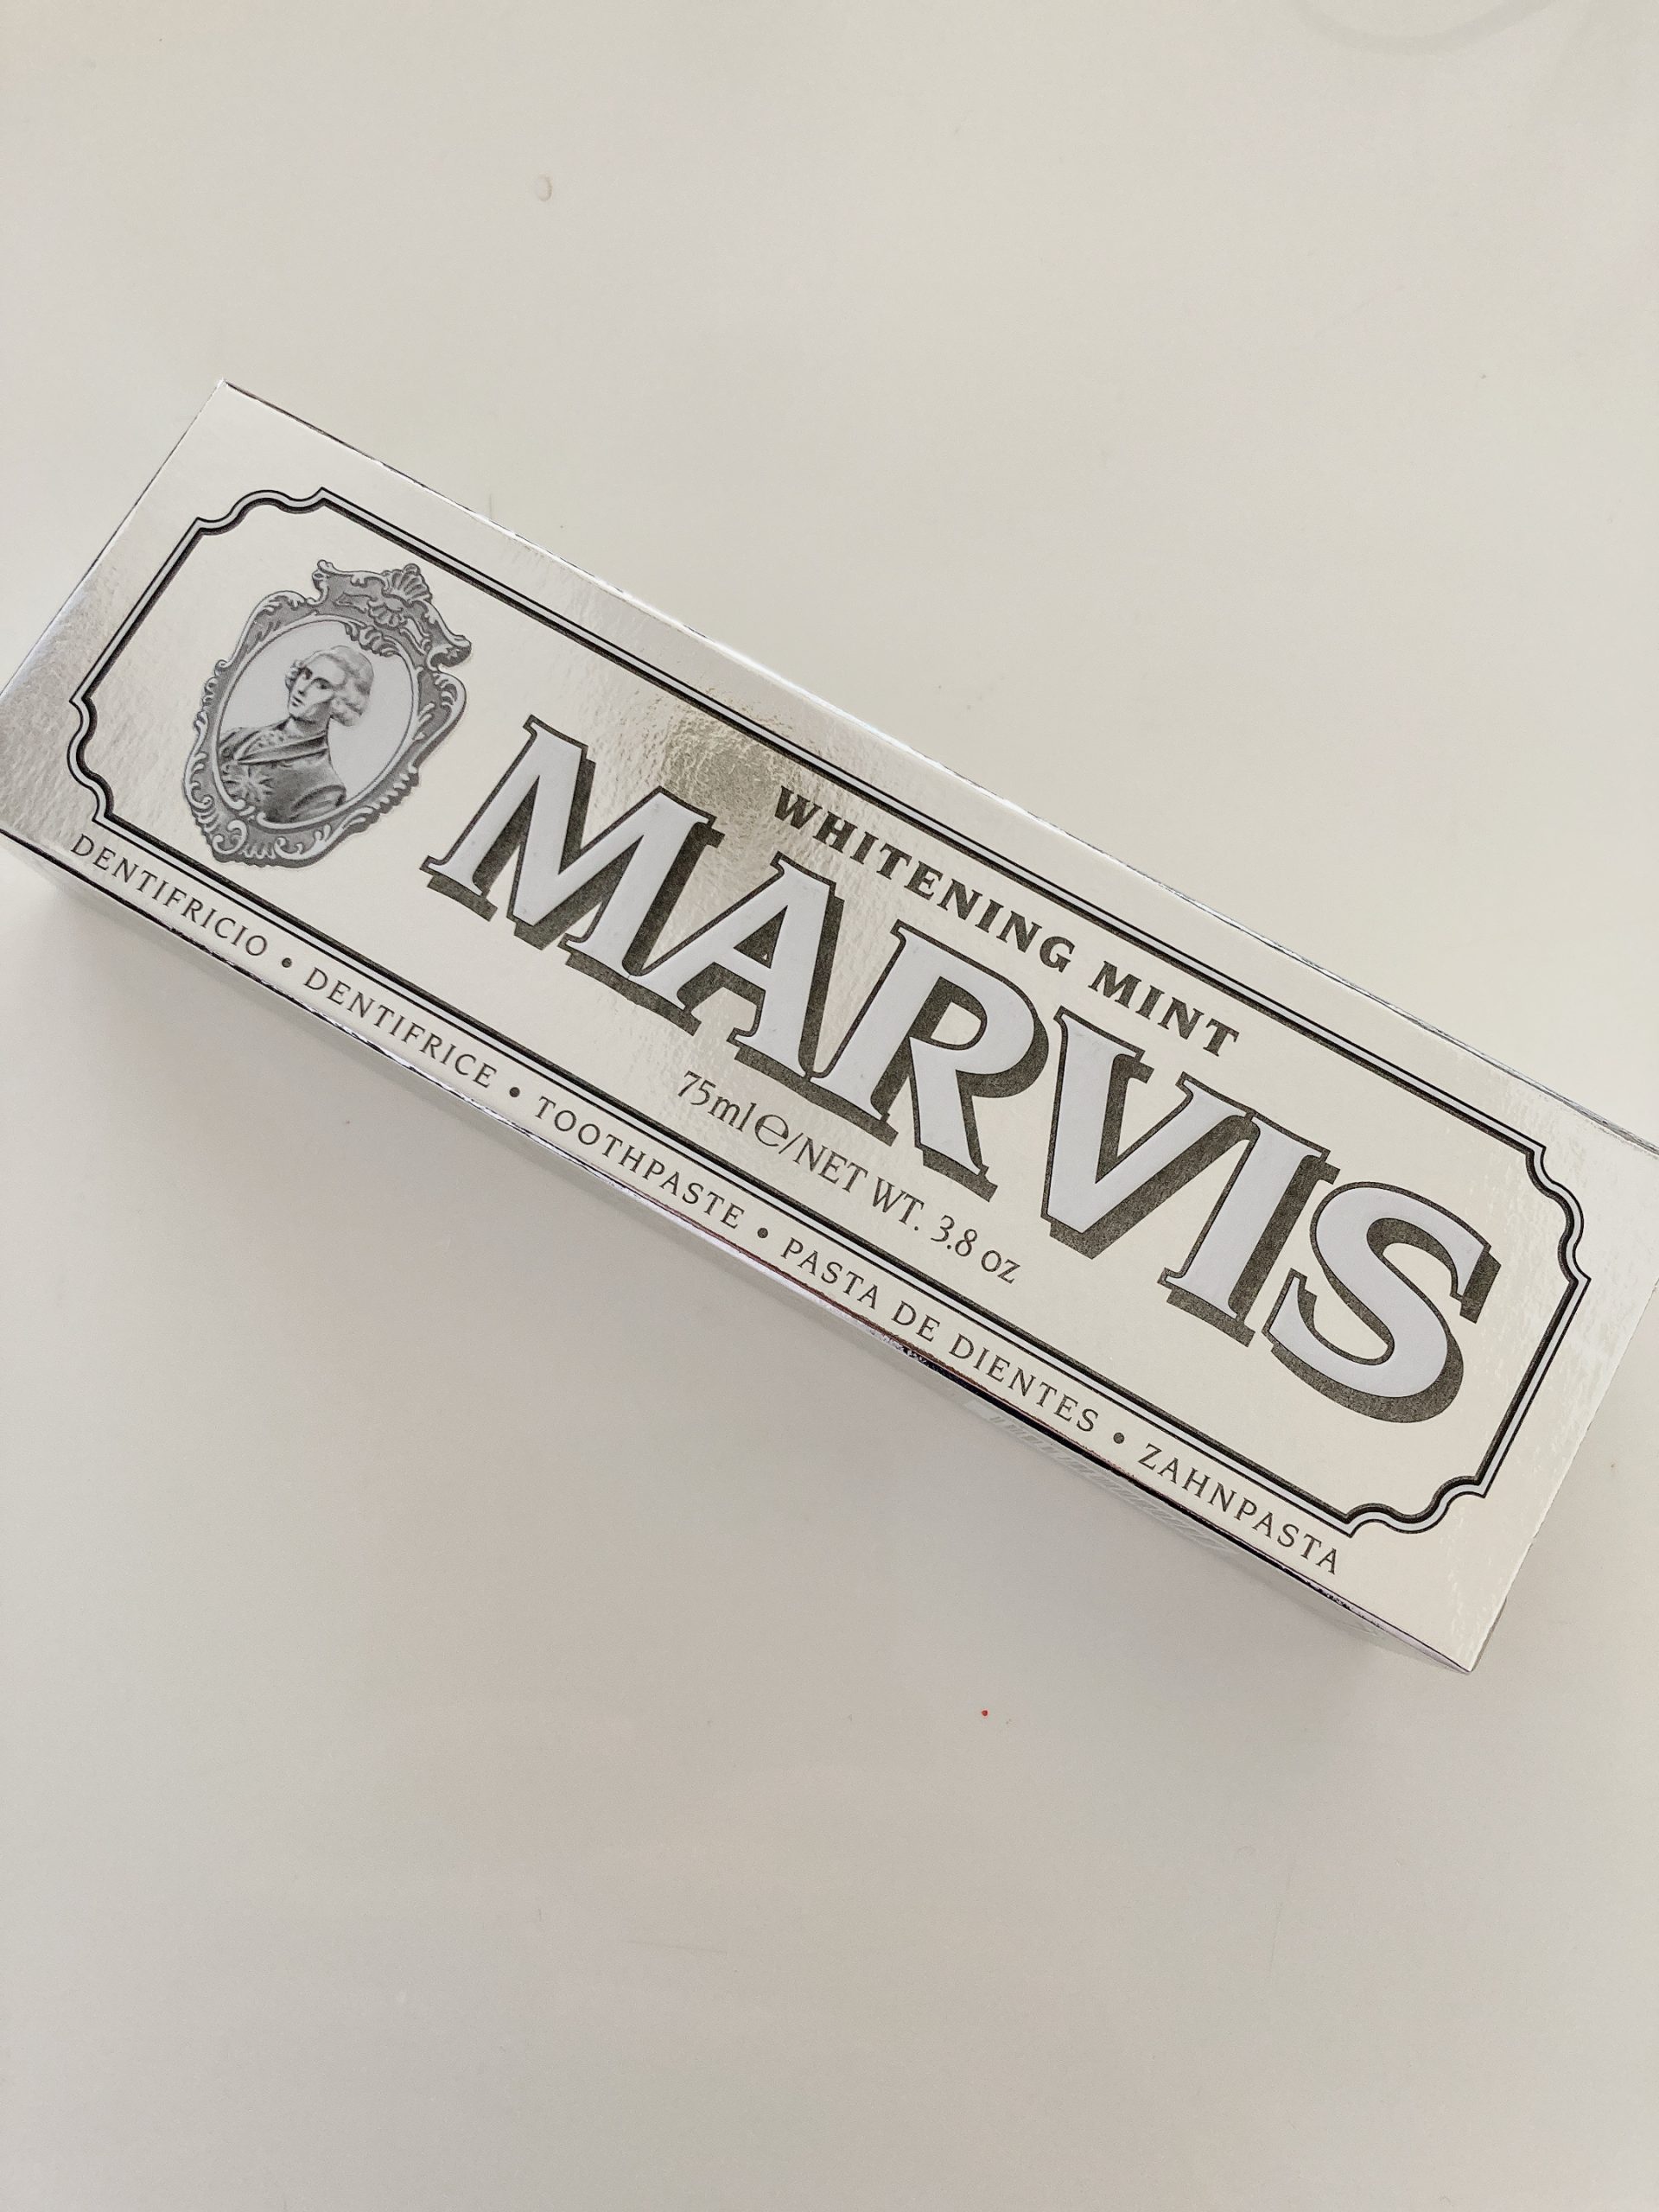 WHITENING MINT
MARVIS
75ml℮/NET WT. 3.8 oz
DENTIFRICIO • DENTIFRICE • TOOTHPASTE • PASTA DE DIENTES • ZAHNPASTA